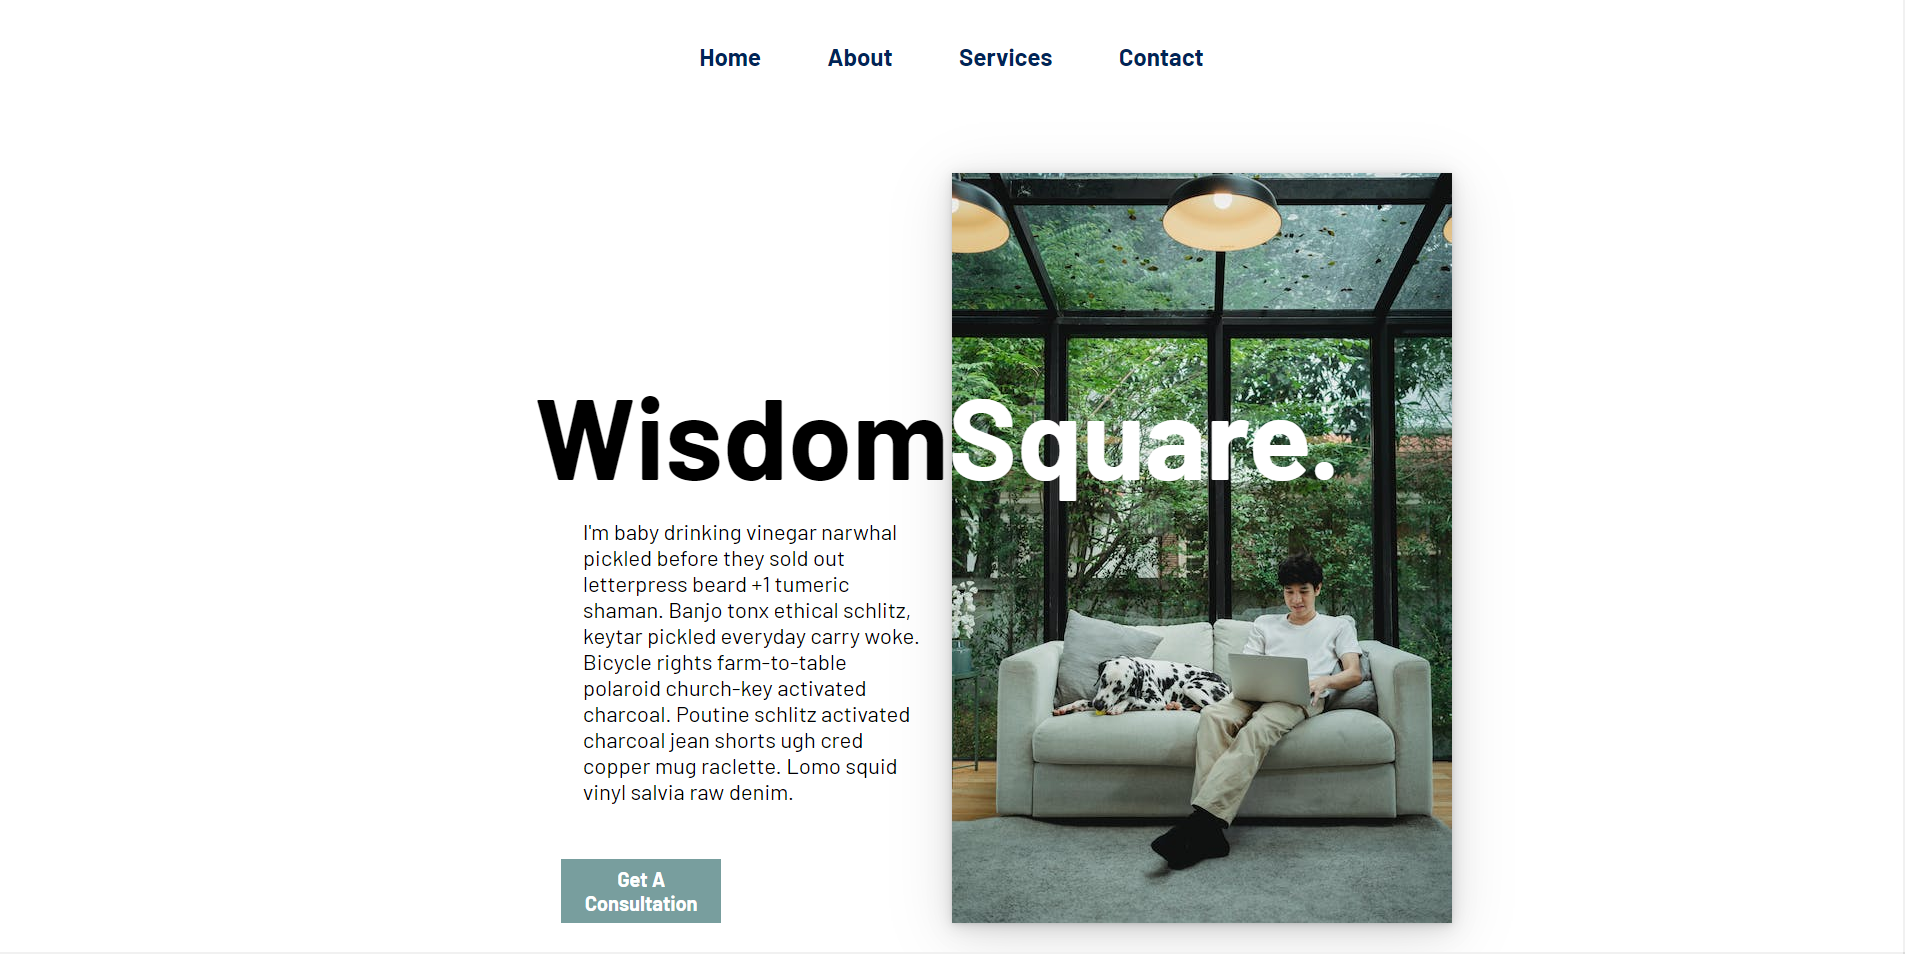 Home About Services Contact
WisdomSquare.
I'm baby drinking vinegar narwhal
pickled before they sold out
letterpress beard +1 tumeric
shaman. Banjo tonx ethical schlitz,
keytar pickled everyday carry woke.
Bicycle rights farm-to-table
polaroid church-key activated
charcoal. Poutine schlitz activated
charcoal jean shorts ugh cred
copper mug raclette. Lomo squid
vinyl salvia raw denim.
Get A
Consultation